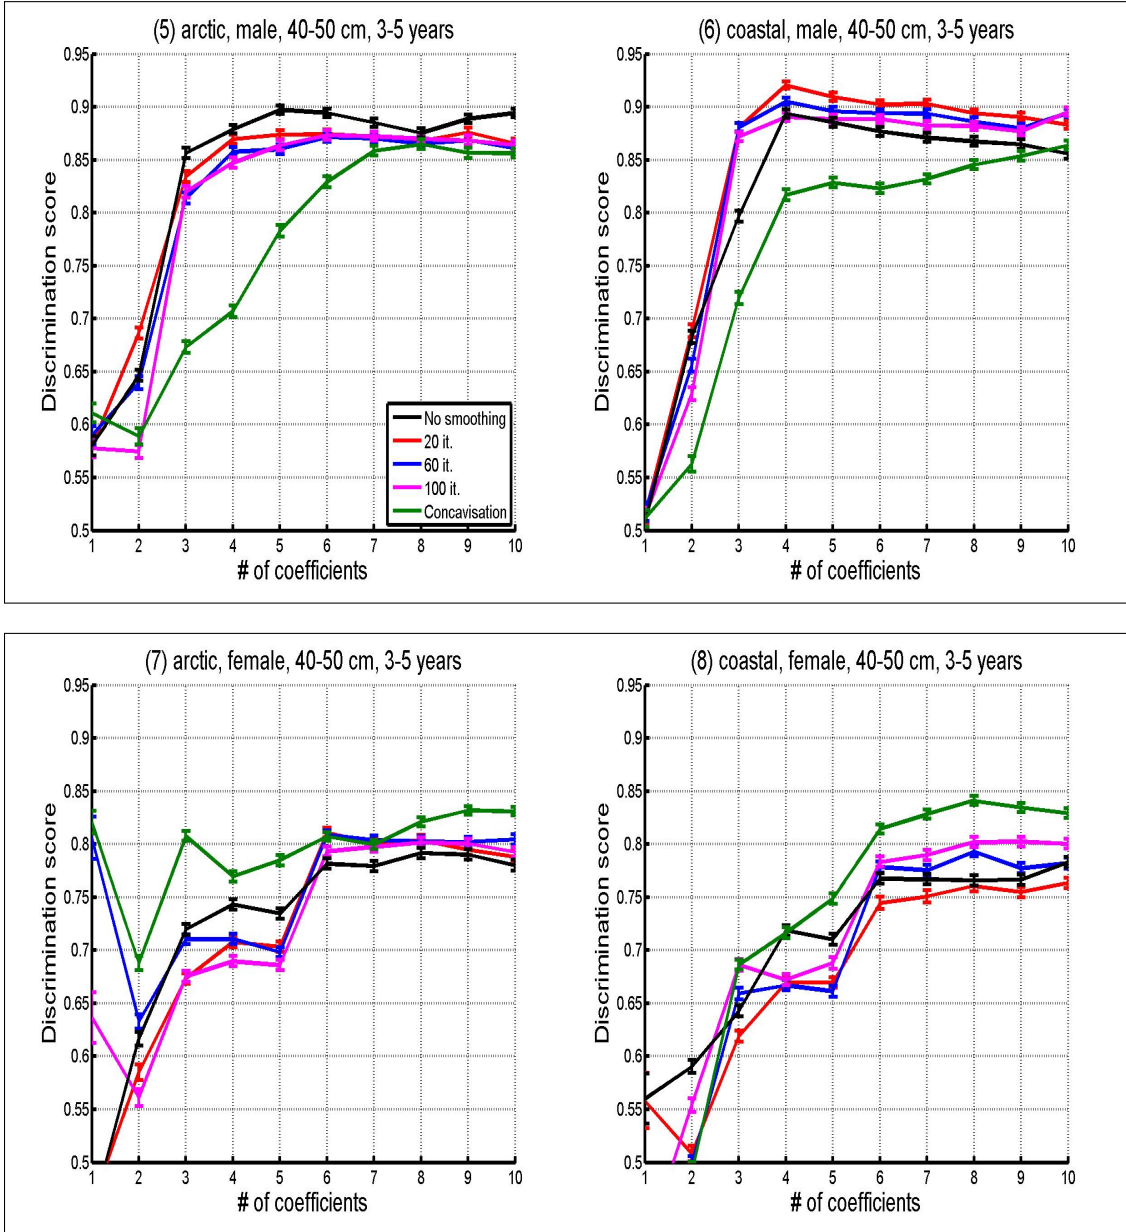 (5) arctic, male, 40-50 cm, 3-5 years
0.95
0.9
0.85
0.8
0.75
0.7
0.65
0.6
0.55
0.5
Discrimination score
No smoothing
20 it.
60 it.
100 it.
Concavisation
1 2 3 4 5 6 7 8 9 10
# of coefficients
(6) coastal, male, 40-50 cm, 3-5 years
0.95
0.9
0.85
0.8
0.75
0.7
0.65
0.6
0.55
0.5
Discrimination score
1 2 3 4 5 6 7 8 9 10
# of coefficients
(7) arctic, female, 40-50 cm, 3-5 years
0.95
0.9
0.85
0.8
0.75
0.7
0.65
0.6
0.55
0.5
Discrimination score
1 2 3 4 5 6 7 8 9 10
# of coefficients
(8) coastal, female, 40-50 cm, 3-5 years
0.95
0.9
0.85
0.8
0.75
0.7
0.65
0.6
0.55
0.5
Discrimination score
1 2 3 4 5 6 7 8 9 10
# of coefficients